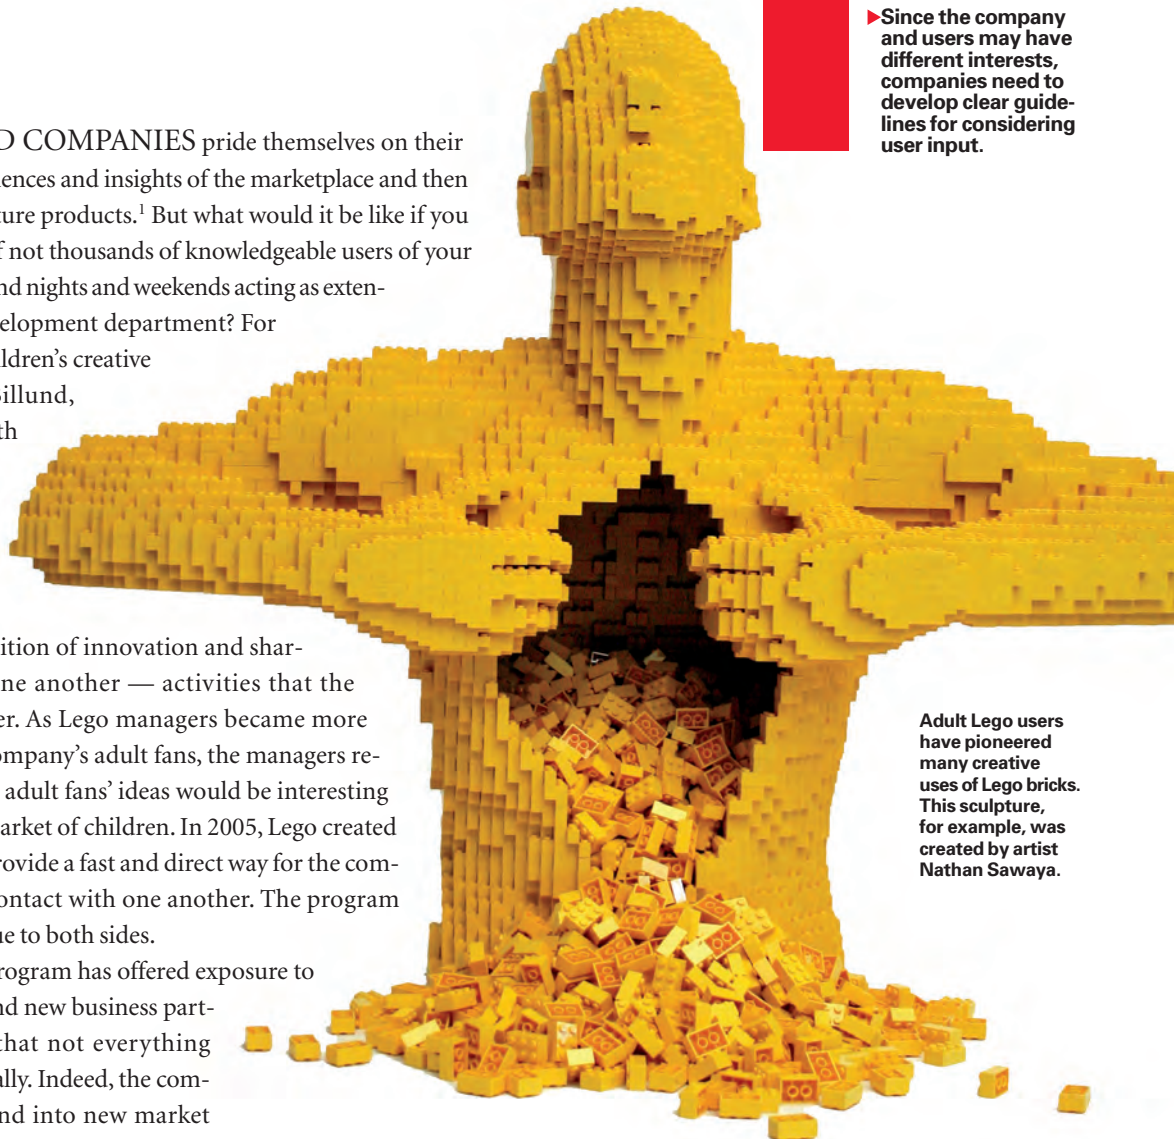 ▶Since the company
and users may have
different interests,
companies need to
develop clear guide-
lines for considering
user input.
D COMPANIES pride themselves on their
iences and insights of the marketplace and then
ture products.¹ But what would it be like if you
f not thousands of knowledgeable users of your
nd nights and weekends acting as exten-
velopment department? For
ildren’s creative
Billund,
th
ition of innovation and shar-
ne another — activities that the
er. As Lego managers became more
ompany’s adult fans, the managers re-
adult fans’ ideas would be interesting
arket of children. In 2005, Lego created
rovide a fast and direct way for the com-
ontact with one another. The program
ue to both sides.
rogram has offered exposure to
nd new business part-
that not everything
ally. Indeed, the com-
nd into new market
Adult Lego users
have pioneered
many creative
uses of Lego bricks.
This sculpture,
for example, was
created by artist
Nathan Sawaya.